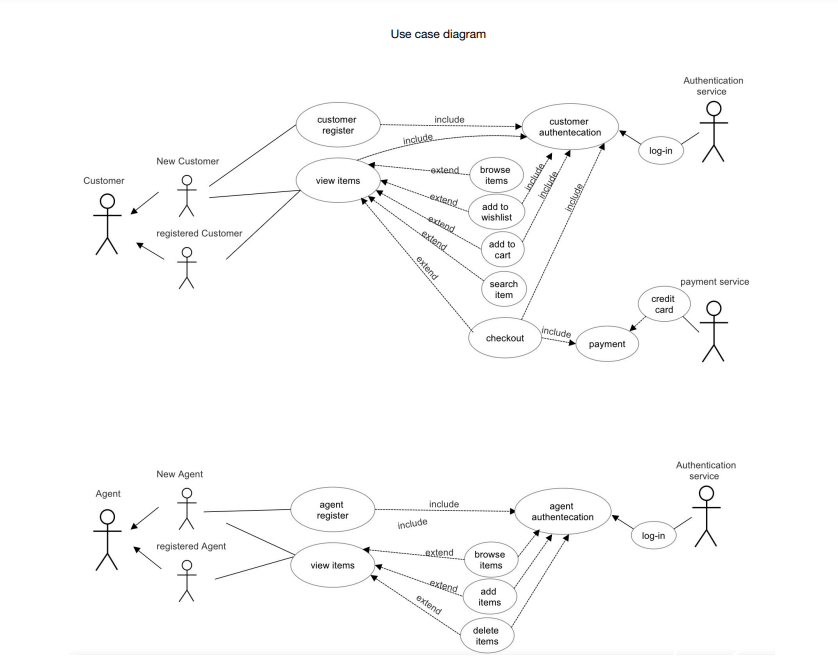 Use case diagram
Authentication
service
customer
register
include
customer
authentecation
include
log-in
New Customer
Customer
view items
extend
browse
items
include
include
include
extend
add to
wishlist
registered Customer
extend
add to
cart
extend
search
item
extend
payment service
credit
card
checkout
include
payment
Authentication
service
New Agent
Agent
agent
register
include
agent
authentecation
include
log-in
registered Agent
view items
extend
browse
items
extend
add
items
extend
delete
items